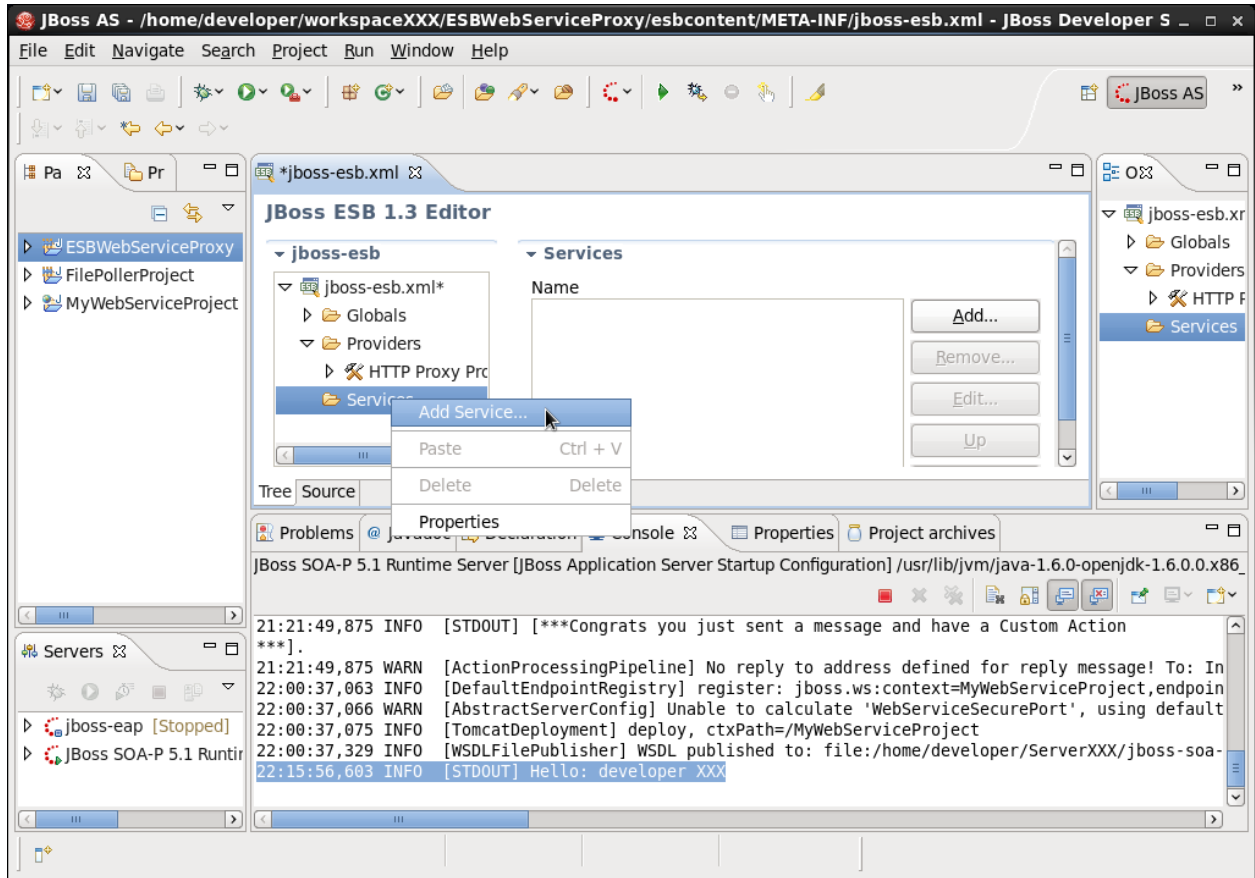 JBoss AS - /home/developer/workspaceXXX/ESBWebServiceProxy/esbcontent/META-INF/jboss-esb.xml - JBoss Developer S
File Edit Navigate Search Project Run Window Help
JBoss AS »
Pa Pr
ESBWebServiceProxy
FilePollerProject
MyWebServiceProject
*jboss-esb.xml
JBoss ESB 1.3 Editor
jboss-esb
jboss-esb.xml*
Globals
Providers
HTTP Proxy Pro
Services
Services
Name
Add...
Remove...
Edit...
Up
Add Service...
Paste Ctrl + V
Delete Delete
Properties
Tree Source
O
jboss-esb.xr
Globals
Providers
HTTP P
Services
Problems @ Javadoc Declaration Console Properties Project archives
JBoss SOA-P 5.1 Runtime Server [JBoss Application Server Startup Configuration] /usr/lib/jvm/java-1.6.0-openjdk-1.6.0.0.x86_
21:21:49,875 INFO [STDOUT] [***Congrats you just sent a message and have a Custom Action
***].
21:21:49,875 WARN [ActionProcessingPipeline] No reply to address defined for reply message! To: In
22:00:37,063 INFO [DefaultEndpointRegistry] register: jboss.ws:context=MyWebServiceProject,endpoin
22:00:37,066 WARN [AbstractServerConfig] Unable to calculate 'WebServiceSecurePort', using default
22:00:37,075 INFO [TomcatDeployment] deploy, ctxPath=/MyWebServiceProject
22:00:37,329 INFO [WSDLFilePublisher] WSDL published to: file:/home/developer/ServerXXX/jboss-soa-
22:15:56,603 INFO [STDOUT] Hello: developer XXX
Servers
jboss-eap [Stopped]
JBoss SOA-P 5.1 Runtir